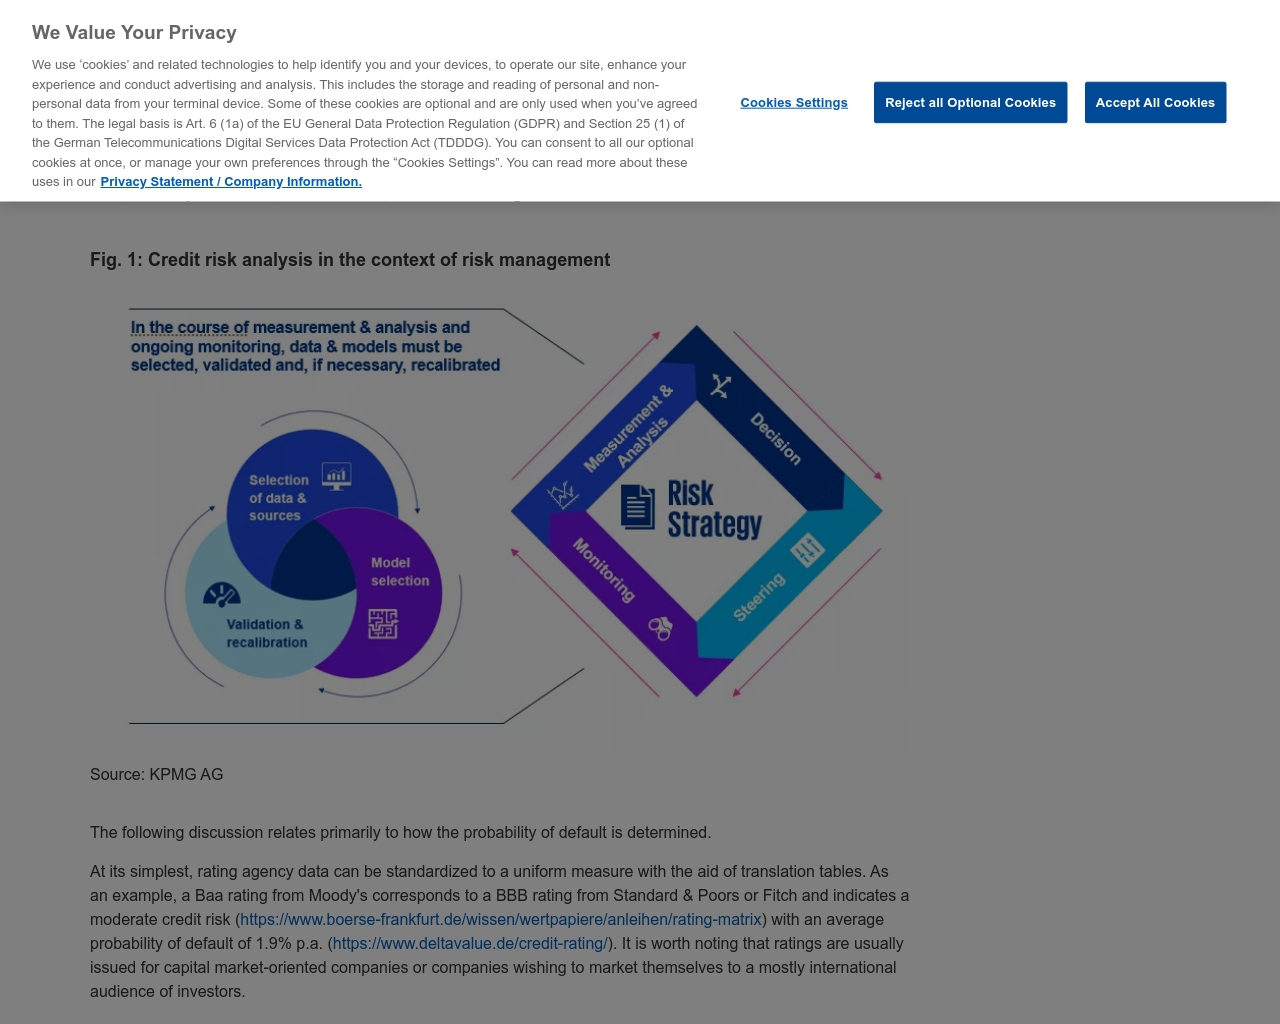 We Value Your Privacy
We use ‘cookies’ and related technologies to help identify you and your devices, to operate our site, enhance your
experience and conduct advertising and analysis. This includes the storage and reading of personal and non-
personal data from your terminal device. Some of these cookies are optional and are only used when you’ve agreed
to them. The legal basis is Art. 6 (1a) of the EU General Data Protection Regulation (GDPR) and Section 25 (1) of
the German Telecommunications Digital Services Data Protection Act (TDDDG). You can consent to all our optional
cookies at once, or manage your own preferences through the “Cookies Settings”. You can read more about these
uses in our Privacy Statement / Company Information.
Cookies Settings
Reject all Optional Cookies
Accept All Cookies
Fig. 1: Credit risk analysis in the context of risk management
In the course of measurement & analysis and
ongoing monitoring, data & models must be
selected, validated and, if necessary, recalibrated
Selection
of data &
sources
Model
selection
Validation &
recalibration
Measurement &
Analysis
Decision
Risk
Strategy
Monitoring
Steering
Source: KPMG AG
The following discussion relates primarily to how the probability of default is determined.
At its simplest, rating agency data can be standardized to a uniform measure with the aid of translation tables. As
an example, a Baa rating from Moody's corresponds to a BBB rating from Standard & Poors or Fitch and indicates a
moderate credit risk (https://www.boerse-frankfurt.de/wissen/wertpapiere/anleihen/rating-matrix) with an average
probability of default of 1.9% p.a. (https://www.deltavalue.de/credit-rating/). It is worth noting that ratings are usually
issued for capital market-oriented companies or companies wishing to market themselves to a mostly international
audience of investors.